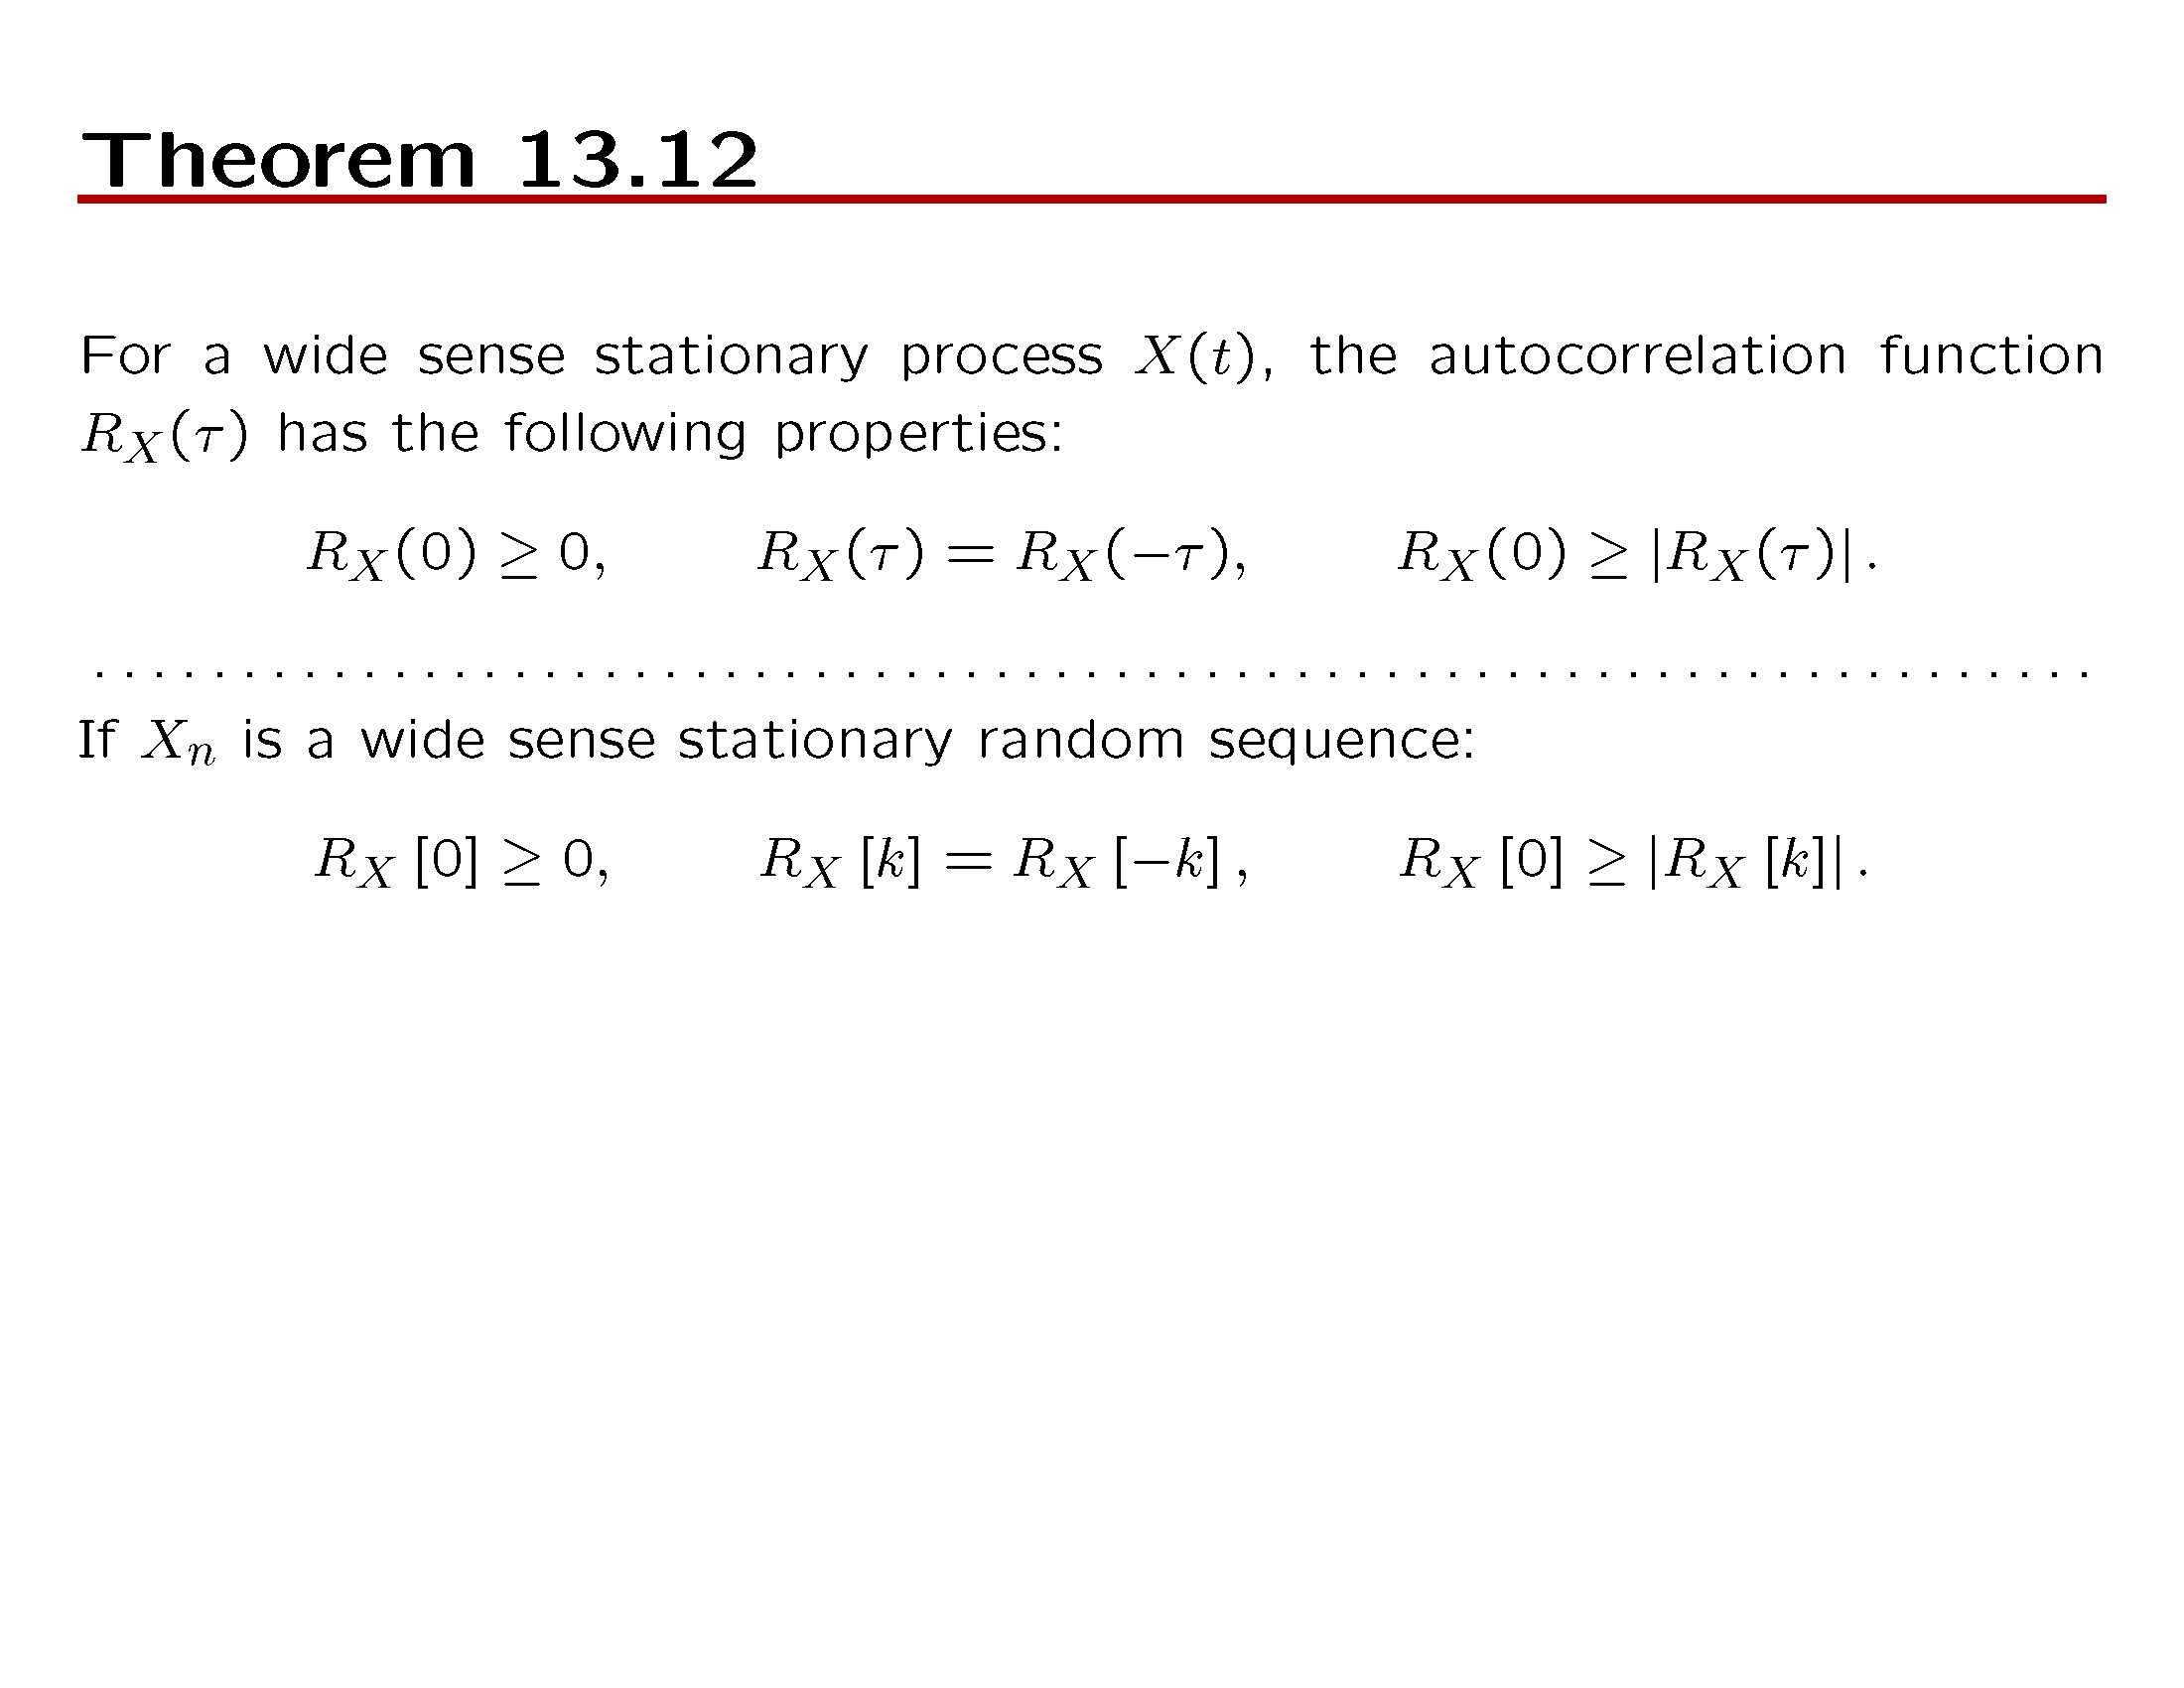 Theorem 13.12
For a wide sense stationary process X(t), the autocorrelation function
R_X(τ) has the following properties:
R_X(0) ≥ 0, R_X(τ) = R_X(−τ), R_X(0) ≥ |R_X(τ)| .
. . . . . . . . . . . . . . . . . . . . . . . . . . . . . . . . . . . . . . . . . . . . . . . . . . . . . . . . . . . . . . . . . . .
If X_n is a wide sense stationary random sequence:
R_X [0] ≥ 0, R_X [k] = R_X [−k] , R_X [0] ≥ |R_X [k]| .